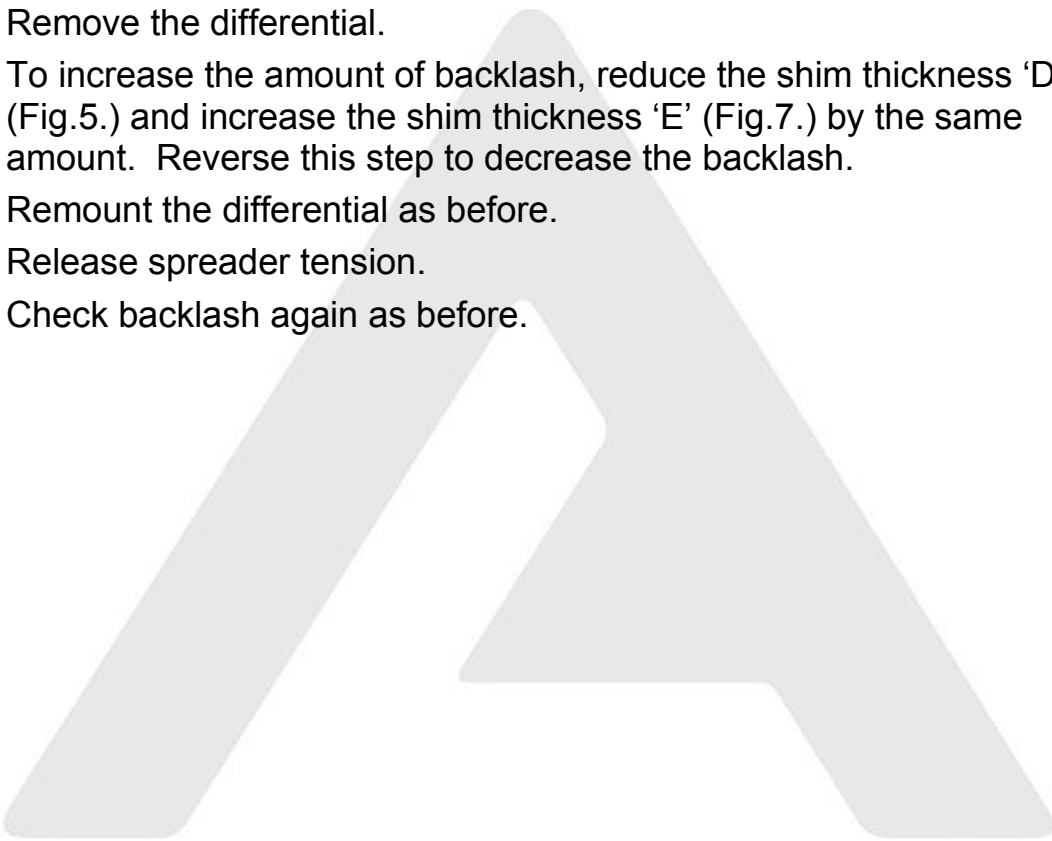 Remove the differential.
To increase the amount of backlash, reduce the shim thickness ‘D
(Fig.5.) and increase the shim thickness ‘E’ (Fig.7.) by the same
amount.  Reverse this step to decrease the backlash.
Remount the differential as before.
Release spreader tension.
Check backlash again as before.